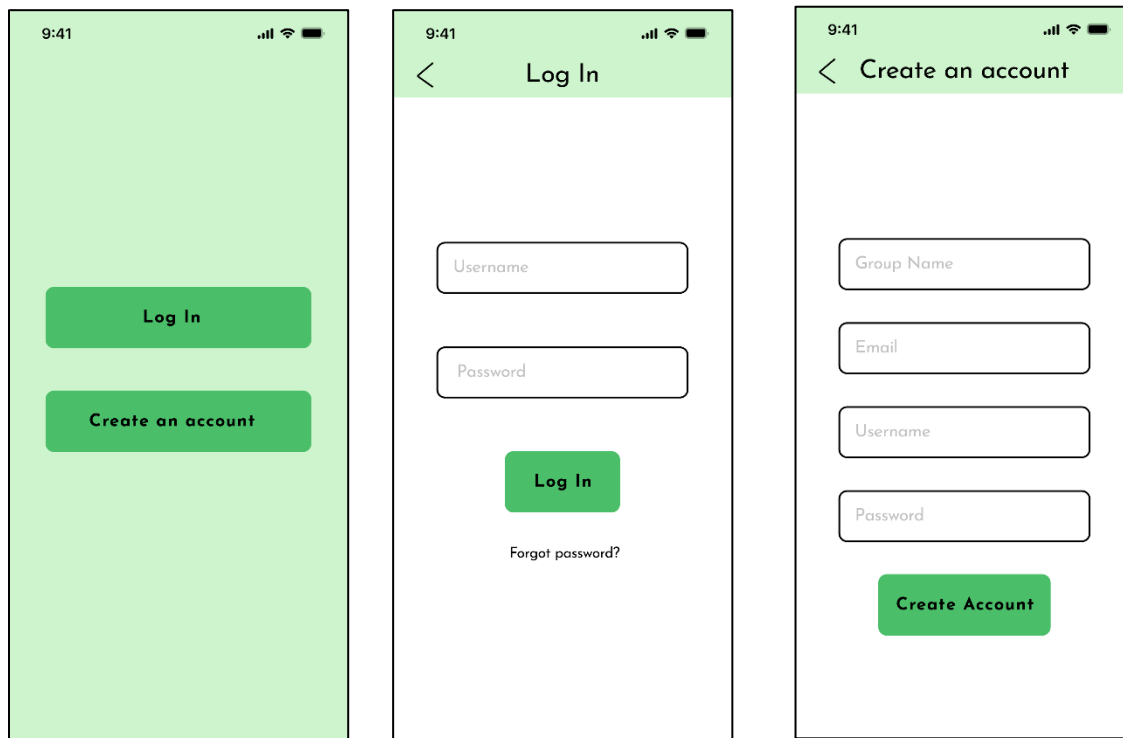 9:41
Log In
Create an account
9:41
Log In
Username
Password
Log In
Forgot password?
9:41
Create an account
Group Name
Email
Username
Password
Create Account